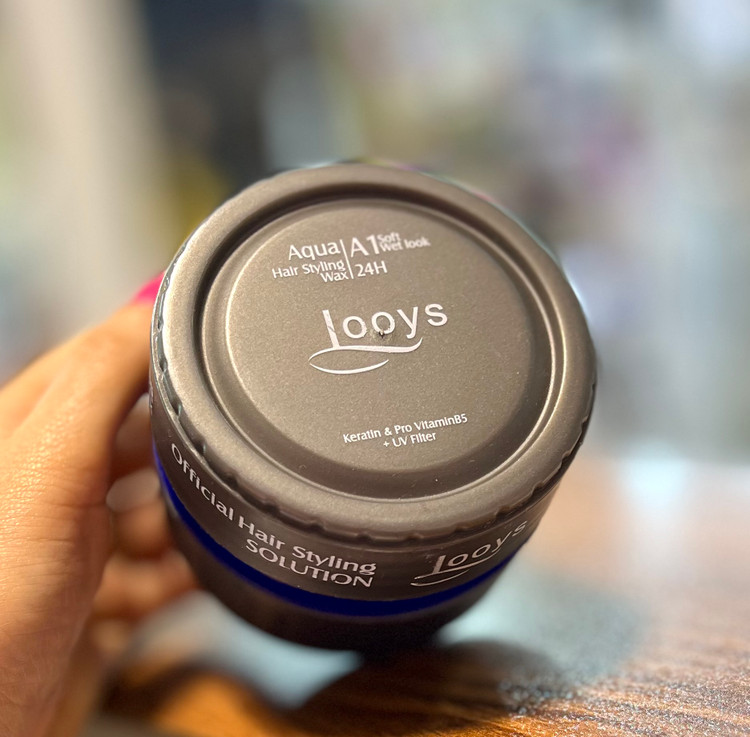 Aqua
Hair Styling
Wax
A1 Soft
Wet look
24H
looys
Keratin & Pro VitaminB5
+ UV Filter
Official Hair Styling
SOLUTION
looys